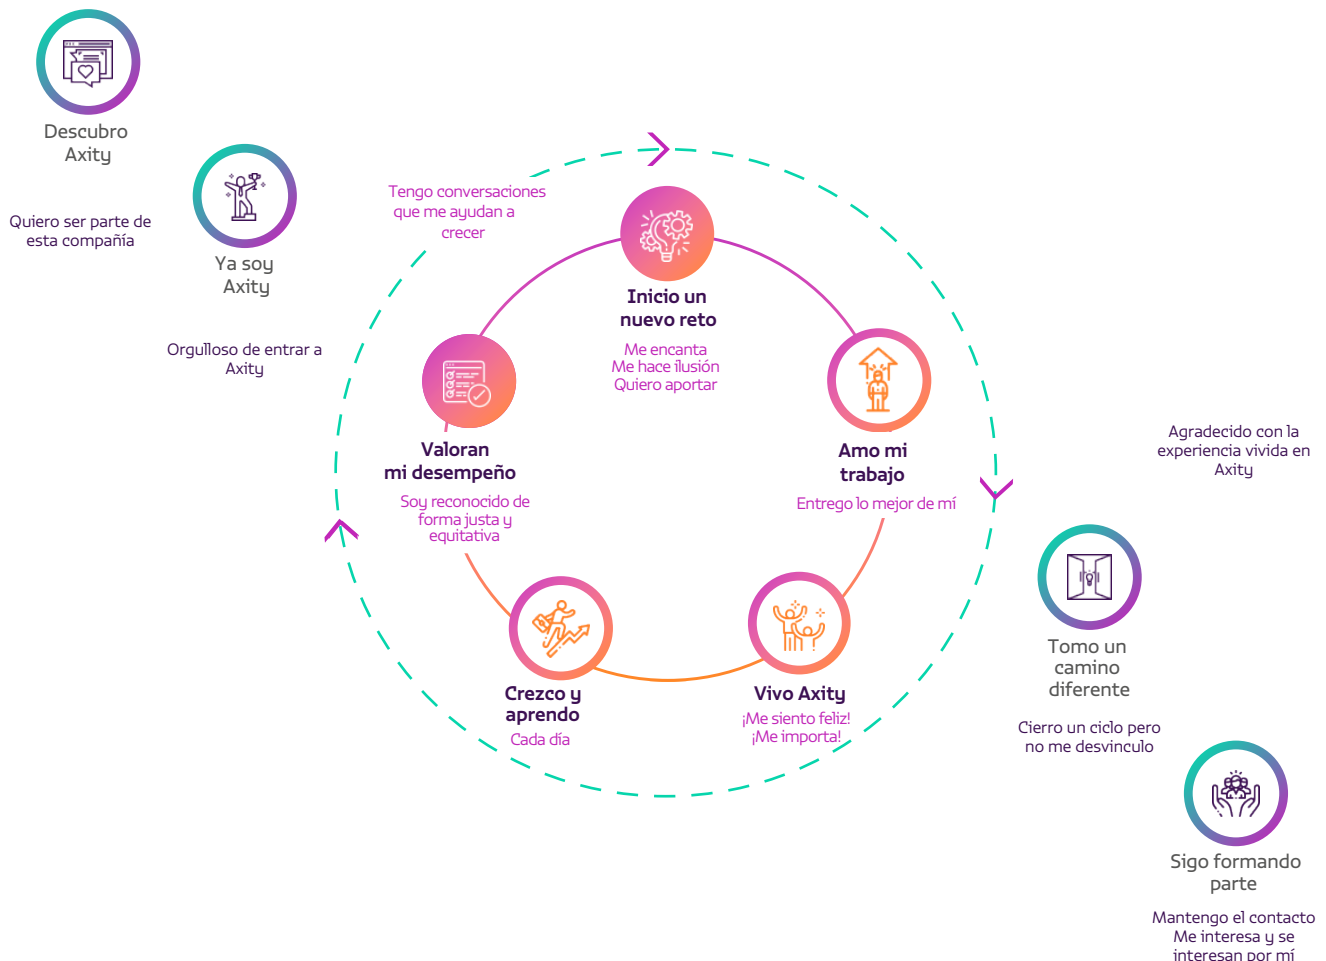 Descubro
Axity
Quiero ser parte de
esta compañía
Ya soy
Axity
Orgulloso de entrar a
Axity
Tengo conversaciones
que me ayudan a
crecer
Inicio un
nuevo reto
Me encanta
Me hace ilusión
Quiero aportar
Amo mi
trabajo
Entrego lo mejor de mí
Vivo Axity
¡Me siento feliz!
¡Me importa!
Crezco y
aprendo
Cada día
Valoran
mi desempeño
Soy reconocido de
forma justa y
equitativa
Agradecido con la
experiencia vivida en
Axity
Tomo un
camino
diferente
Cierro un ciclo pero
no me desvinculo
Sigo formando
parte
Mantengo el contacto
Me interesa y se
interesan por mí